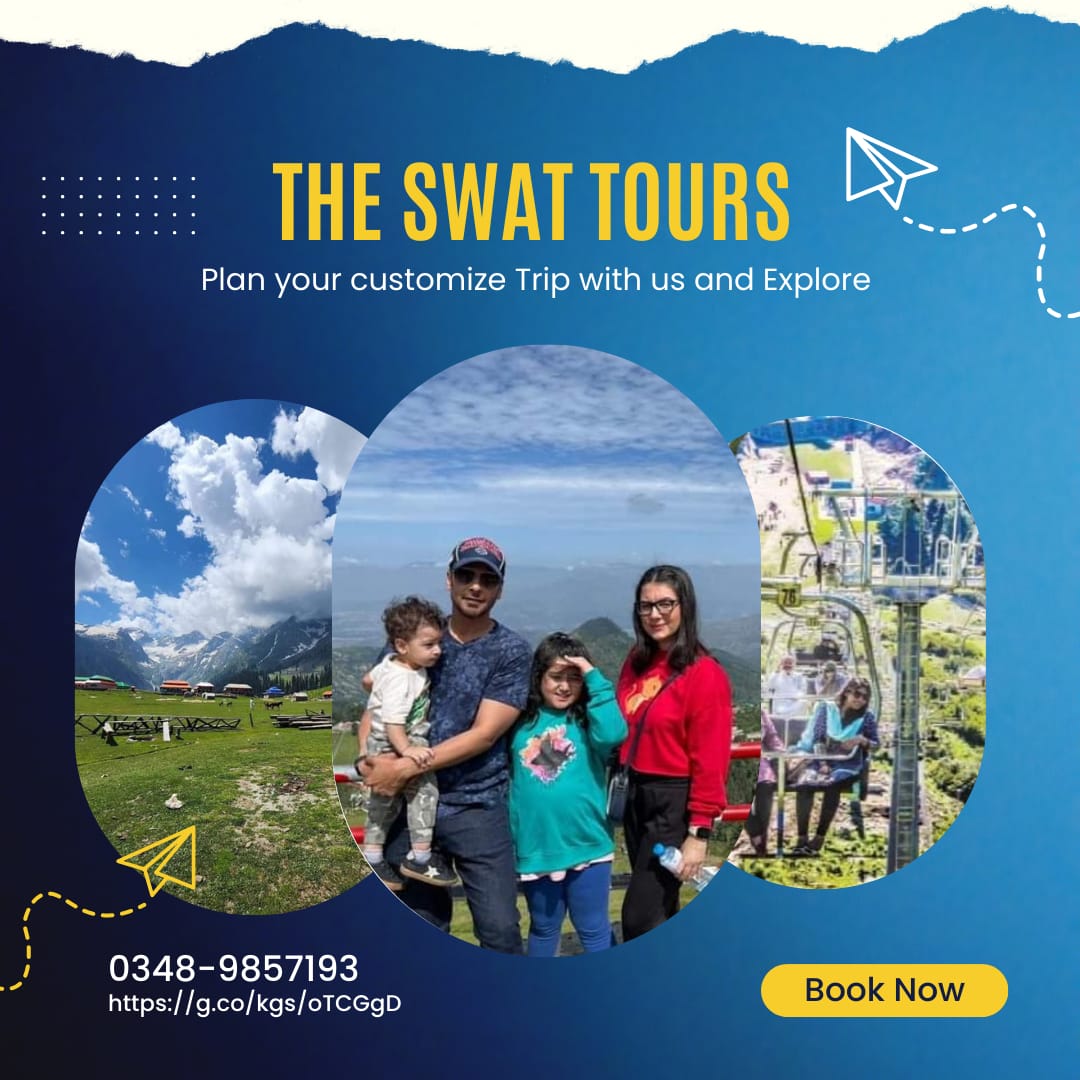 THE SWAT TOURS
Plan your customize Trip with us and Explore
76
0348-9857193
https://g.co/kgs/oTCGgD
Book Now